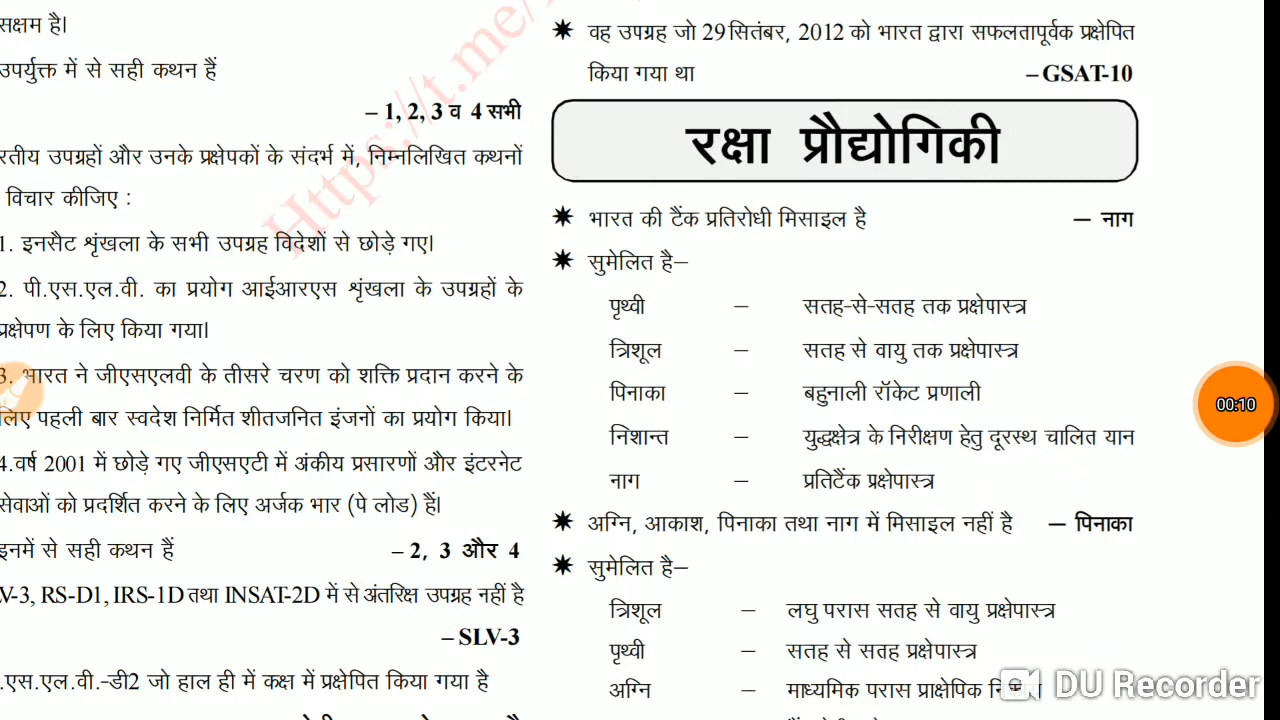 सक्षम है।
उपर्युक्त में से सही कथन हैं
– 1, 2, 3 व 4 सभी
रतीय उपग्रहों और उनके प्रक्षेपकों के संदर्भ में, निम्नलिखित कथनों
विचार कीजिए :
1. इनसैट शृंखला के सभी उपग्रह विदेशों से छोड़े गए।
2. पी.एस.एल.वी. का प्रयोग आईआरएस शृंखला के उपग्रहों के
प्रक्षेपण के लिए किया गया।
3. भारत ने जीएसएलवी के तीसरे चरण को शक्ति प्रदान करने के
लिए पहली बार स्वदेश निर्मित शीतजनित इंजनों का प्रयोग किया।
4.वर्ष 2001 में छोड़े गए जीएसएटी में अंकीय प्रसारणों और इंटरनेट
सेवाओं को प्रदर्शित करने के लिए अर्जक भार (पे लोड) हैं।
इनमें से सही कथन हैं – 2, 3 और 4
V-3, RS-D1, IRS-1D तथा INSAT-2D में से अंतरिक्ष उपग्रह नहीं है
– SLV-3
.एस.एल.वी.-डी2 जो हाल ही में कक्ष में प्रक्षेपित किया गया है
Https://t.me/
✷ वह उपग्रह जो 29 सितंबर, 2012 को भारत द्वारा सफलतापूर्वक प्रक्षेपित
किया गया था – GSAT-10
रक्षा प्रौद्योगिकी
✷ भारत की टैंक प्रतिरोधी मिसाइल है – नाग
✷ सुमेलित है–
पृथ्वी – सतह-से-सतह तक प्रक्षेपास्त्र
त्रिशूल – सतह से वायु तक प्रक्षेपास्त्र
पिनाका – बहुनाली रॉकेट प्रणाली
निशान्त – युद्धक्षेत्र के निरीक्षण हेतु दूरस्थ चालित यान
नाग – प्रतिटैंक प्रक्षेपास्त्र
✷ अग्नि, आकाश, पिनाका तथा नाग में मिसाइल नहीं है – पिनाका
✷ सुमेलित है–
त्रिशूल – लघु परास सतह से वायु प्रक्षेपास्त्र
पृथ्वी – सतह से सतह प्रक्षेपास्त्र
अग्नि – माध्यमिक परास प्राक्षेपिक
00:10
DU Recorder